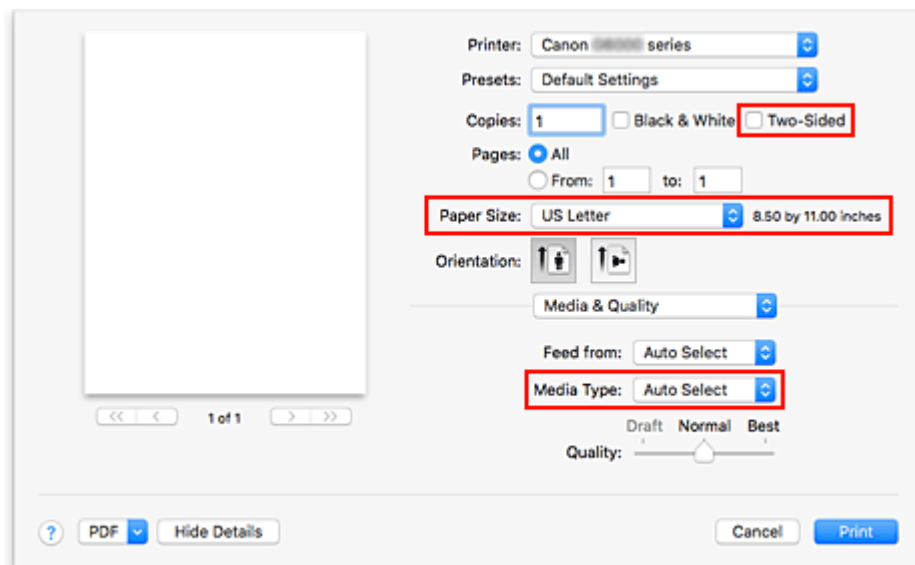 Printer: Canon series
Presets: Default Settings
Copies: 1 Black & White Two-Sided
Pages: All
From: 1 to: 1
Paper Size: US Letter 8.50 by 11.00 inches
Orientation:
Media & Quality
Feed from: Auto Select
Media Type: Auto Select
<< < 1 of 1 > >>
Draft Normal Best
Quality:
? PDF Hide Details Cancel Print